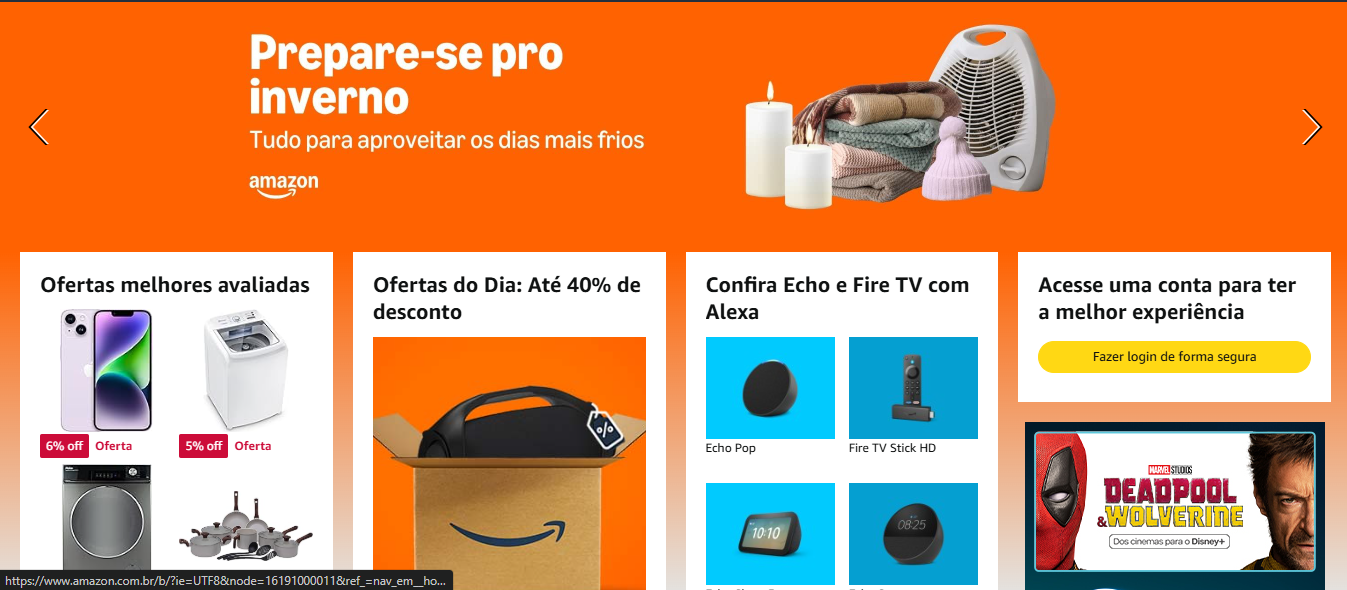 Prepare-se pro
inverno
Tudo para aproveitar os dias mais frios
amazon
Ofertas melhores avaliadas
6% off Oferta
5% off Oferta
Ofertas do Dia: Até 40% de
desconto
%
Confira Echo e Fire TV com
Alexa
Echo Pop
Fire TV Stick HD
10:10
08:25
Acesse uma conta para ter
a melhor experiência
Fazer login de forma segura
MARVEL STUDIOS
DEADPOOL
&WOLVERINE
Dos cinemas para o Disney+
https://www.amazon.com.br/b/?ie=UTF8&node=16191000011&ref_=nav_em__ho...